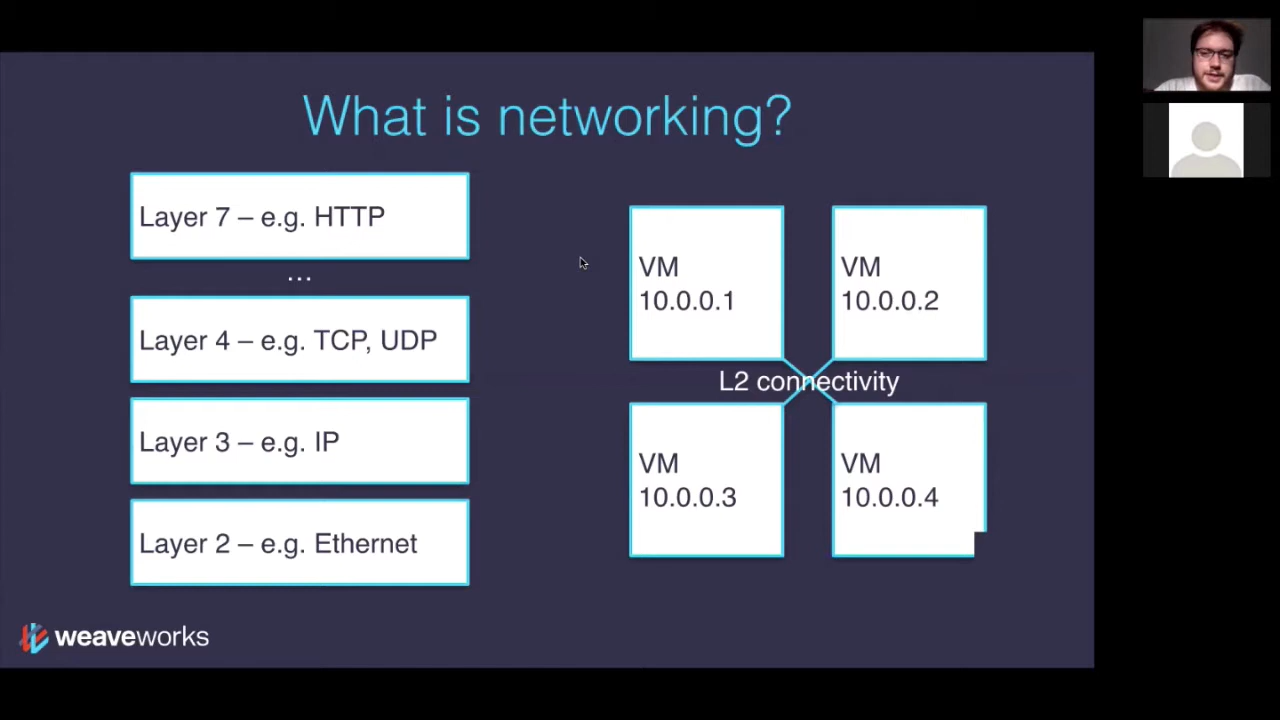 What is networking?
Layer 7 – e.g. HTTP
...
Layer 4 – e.g. TCP, UDP
Layer 3 – e.g. IP
Layer 2 – e.g. Ethernet
VM
10.0.0.1
VM
10.0.0.2
L2 connectivity
VM
10.0.0.3
VM
10.0.0.4
weaveworks